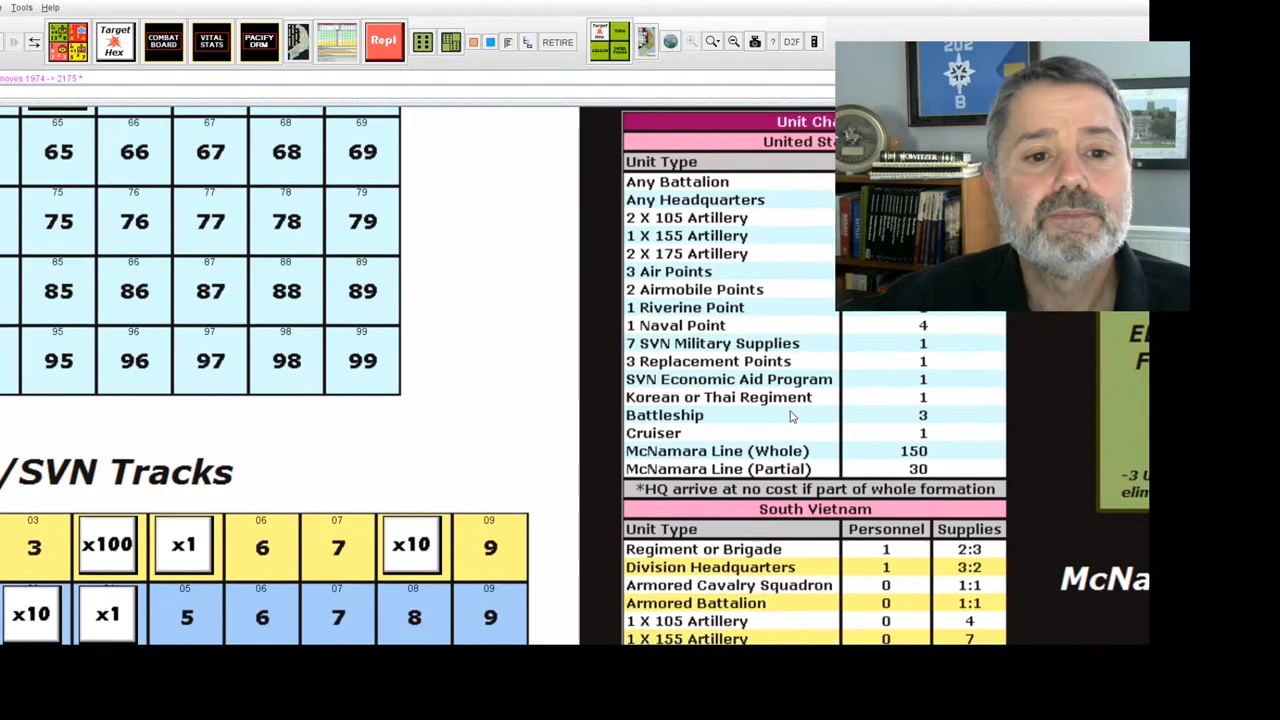 Tools Help
Target Hex
COMBAT BOARD
VITAL STATS
PACIFY DRM
Repl
RETIRE
? D2F
moves 1974 -> 2175 *
65 66 67 68 69
65 66 67 68 69
75 76 77 78 79
75 76 77 78 79
85 86 87 88 89
85 86 87 88 89
95 96 97 98 99
95 96 97 98 99
/SVN Tracks
03 06 07 09
3 x100 x1 6 7 x10 9
05 06 07 08 09
x10 x1 5 6 7 8 9
Unit Cha
United Sta
Unit Type
Any Battalion
Any Headquarters
2 X 105 Artillery
1 X 155 Artillery
2 X 175 Artillery
3 Air Points
2 Airmobile Points
1 Riverine Point
1 Naval Point 4
7 SVN Military Supplies 1
3 Replacement Points 1
SVN Economic Aid Program 1
Korean or Thai Regiment 1
Battleship 3
Cruiser 1
McNamara Line (Whole) 150
McNamara Line (Partial) 30
*HQ arrive at no cost if part of whole formation
South Vietnam
Unit Type Personnel Supplies
Regiment or Brigade 1 2:3
Division Headquarters 1 3:2
Armored Cavalry Squadron 0 1:1
Armored Battalion 0 1:1
1 X 105 Artillery 0 4
1 X 155 Artillery 0 7
202
B
HOWITZER
E
F
-3 U
elim
McNa